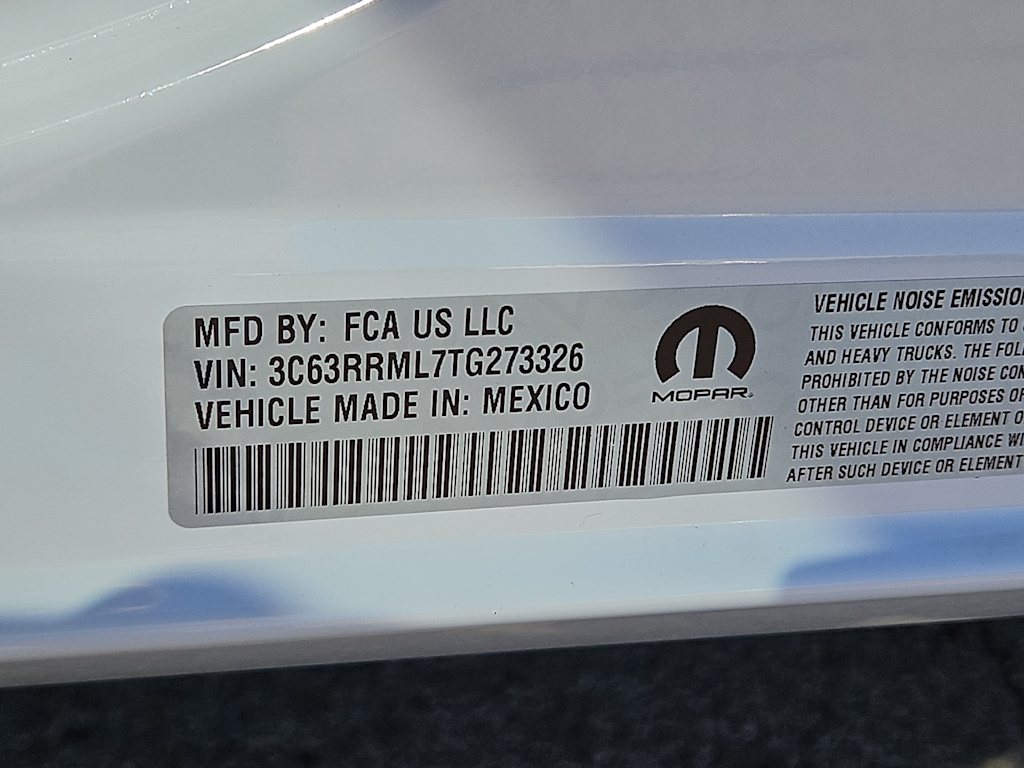 MFD BY: FCA US LLC
VIN: 3C63RRML7TG273326
VEHICLE MADE IN: MEXICO
MOPAR
VEHICLE NOISE EMISSION
THIS VEHICLE CONFORMS TO
AND HEAVY TRUCKS. THE
PROHIBITED BY THE NOISE
OTHER THAN FOR PURPOSES
CONTROL DEVICE OR ELEMENT
THIS VEHICLE IN COMPLIANCE
AFTER SUCH DEVICE OR ELEMENT